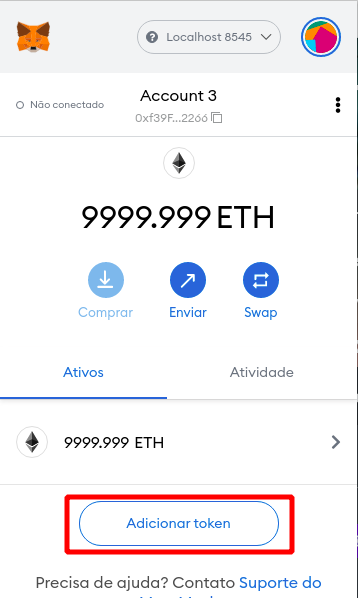 Localhost 8545
Não conectado
Account 3
0xf39F...2266
9999.999 ETH
Comprar
Enviar
Swap
Ativos
Atividade
9999.999 ETH
Adicionar token
Precisa de ajuda? Contato Suporte do